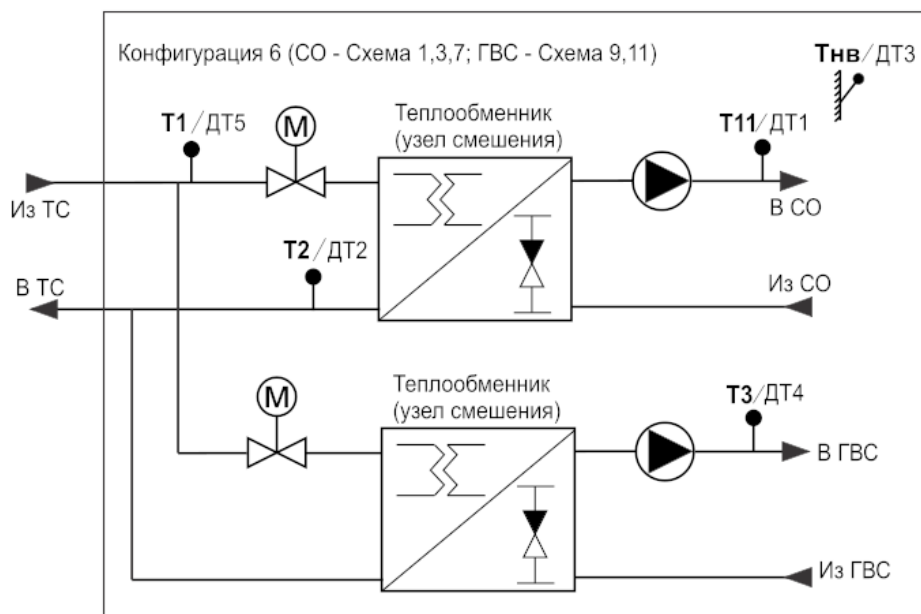 Конфигурация 6 (СО - Схема 1,3,7; ГВС - Схема 9,11)
Тнв/ДТ3
Теплообменник
(узел смешения)
Т1/ДТ5
М
Т11/ДТ1
Из ТС
В СО
Т2/ДТ2
В ТС
Из СО
Теплообменник
(узел смешения)
М
Т3/ДТ4
В ГВС
Из ГВС